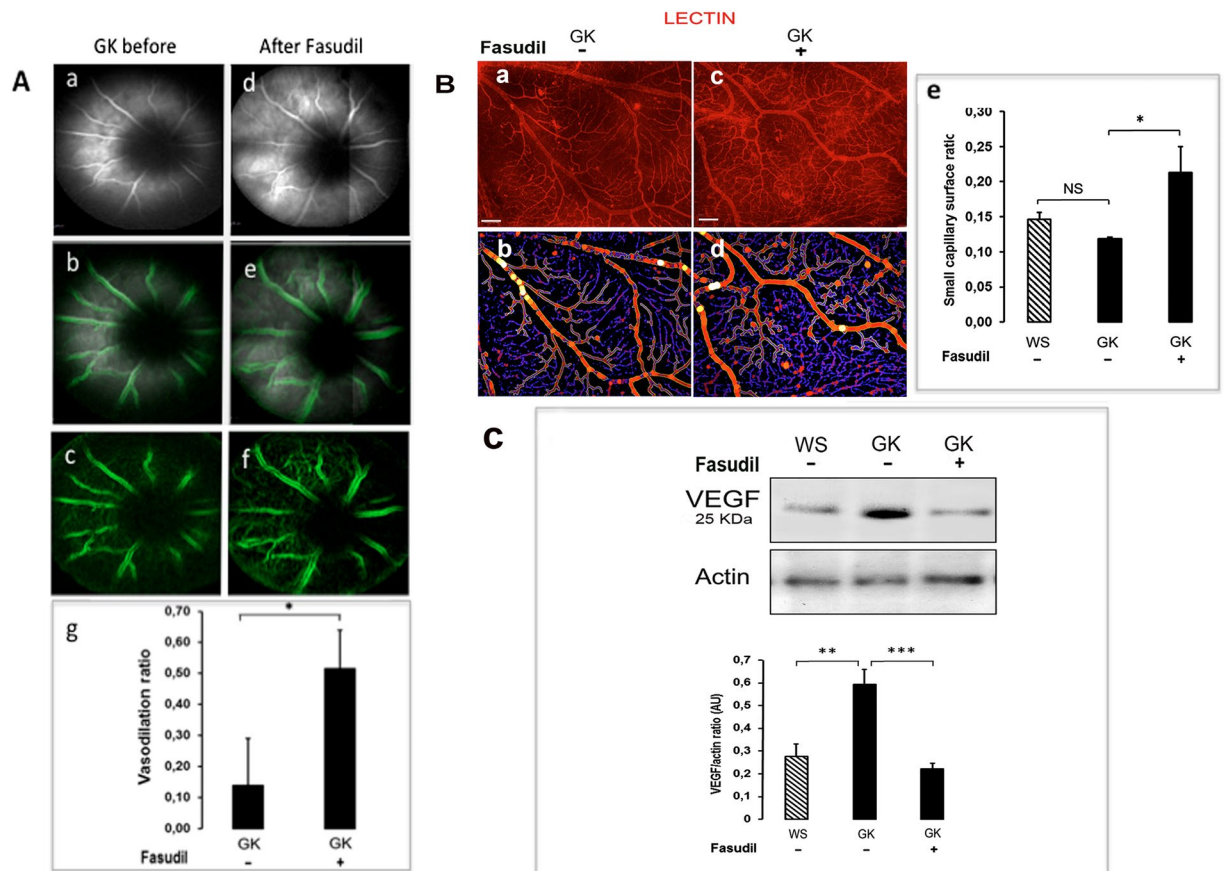 A
GK before
After Fasudil
a
d
b
e
c
f
g
*
0,70
0,60
0,50
0,40
0,30
0,20
0,10
0,00
Vasodilation ratio
GK
GK
Fasudil
-
+
LECTIN
B
Fasudil
GK
-
GK
+
a
c
b
d
e
0,30
0,25
0,20
0,15
0,10
0,05
0,00
Small capillary surface ratio
NS
*
WS
GK
GK
Fasudil
-
-
+
C
WS
GK
GK
Fasudil
-
-
+
VEGF
25 KDa
Actin
**
***
0,7
0,6
0,5
0,4
0,3
0,2
0,1
0
VEGF/actin ratio (AU)
WS
GK
GK
Fasudil
-
-
+